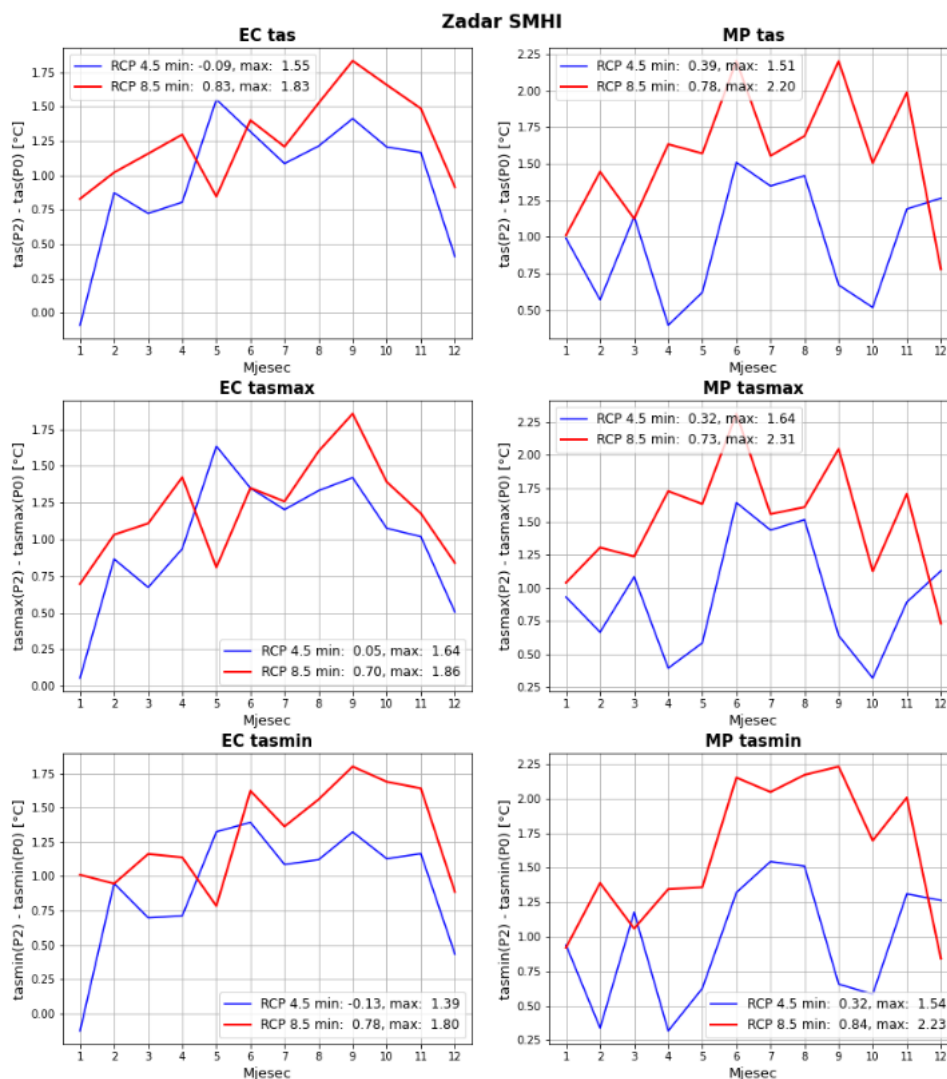 Zadar SMHI
EC tas
tas(P2) - tas(P0) [°C]
1.75
1.50
1.25
1.00
0.75
0.50
0.25
0.00
RCP 4.5 min: -0.09, max: 1.55
RCP 8.5 min: 0.83, max: 1.83
1 2 3 4 5 6 7 8 9 10 11 12
Mjesec
MP tas
tas(P2) - tas(P0) [°C]
2.25
2.00
1.75
1.50
1.25
1.00
0.75
0.50
RCP 4.5 min: 0.39, max: 1.51
RCP 8.5 min: 0.78, max: 2.20
1 2 3 4 5 6 7 8 9 10 11 12
Mjesec
EC tasmax
tasmax(P2) - tasmax(P0) [°C]
1.75
1.50
1.25
1.00
0.75
0.50
0.25
0.00
RCP 4.5 min: 0.05, max: 1.64
RCP 8.5 min: 0.70, max: 1.86
1 2 3 4 5 6 7 8 9 10 11 12
Mjesec
MP tasmax
tasmax(P2) - tasmax(P0) [°C]
2.25
2.00
1.75
1.50
1.25
1.00
0.75
0.50
0.25
RCP 4.5 min: 0.32, max: 1.64
RCP 8.5 min: 0.73, max: 2.31
1 2 3 4 5 6 7 8 9 10 11 12
Mjesec
EC tasmin
tasmin(P2) - tasmin(P0) [°C]
1.75
1.50
1.25
1.00
0.75
0.50
0.25
0.00
RCP 4.5 min: -0.13, max: 1.39
RCP 8.5 min: 0.78, max: 1.80
1 2 3 4 5 6 7 8 9 10 11 12
Mjesec
MP tasmin
tasmin(P2) - tasmin(P0) [°C]
2.25
2.00
1.75
1.50
1.25
1.00
0.75
0.50
0.25
RCP 4.5 min: 0.32, max: 1.54
RCP 8.5 min: 0.84, max: 2.23
1 2 3 4 5 6 7 8 9 10 11 12
Mjesec